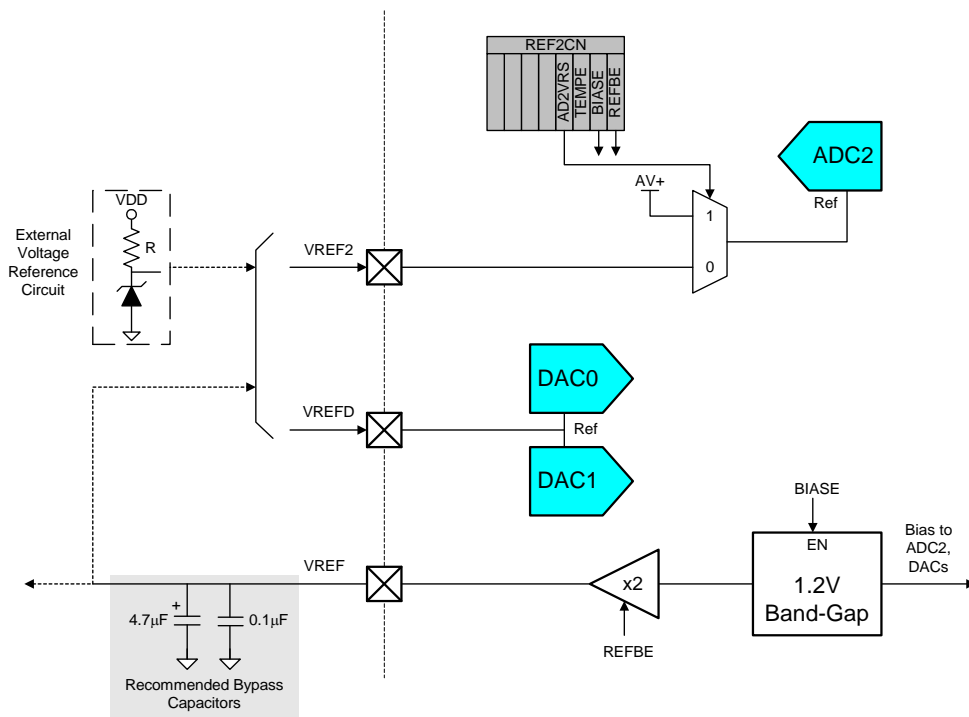 REF2CN
AD2VRS
TEMPE
BIASE
REFBE
ADC2
Ref
AV+
1
0
VDD
R
External
Voltage
Reference
Circuit
VREF2
DAC0
VREFD
Ref
DAC1
BIASE
EN
1.2V
Band-Gap
Bias to
ADC2,
DACs
VREF
x2
REFBE
+
4.7μF
0.1μF
Recommended Bypass
Capacitors